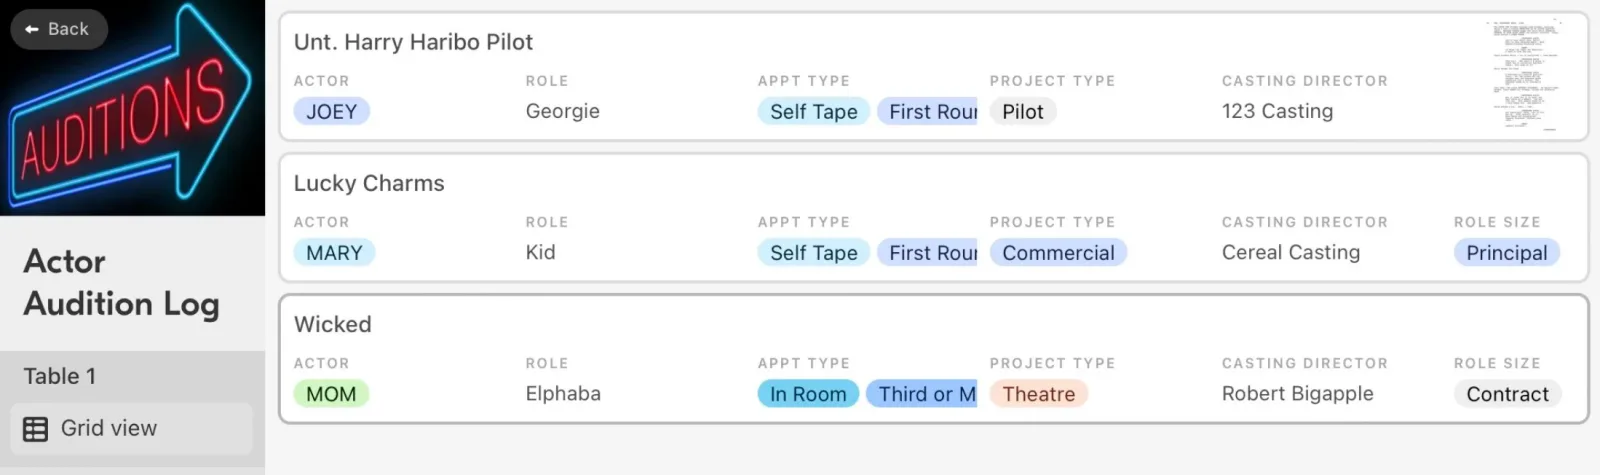 Back
AUDITIONS
Actor
Audition Log
Table 1
Grid view
Unt. Harry Haribo Pilot
ACTOR ROLE APPT TYPE PROJECT TYPE CASTING DIRECTOR
JOEY Georgie Self Tape First Rour Pilot 123 Casting
Lucky Charms
ACTOR ROLE APPT TYPE PROJECT TYPE CASTING DIRECTOR ROLE SIZE
MARY Kid Self Tape First Rour Commercial Cereal Casting Principal
Wicked
ACTOR ROLE APPT TYPE PROJECT TYPE CASTING DIRECTOR ROLE SIZE
MOM Elphaba In Room Third or M Theatre Robert Bigapple Contract